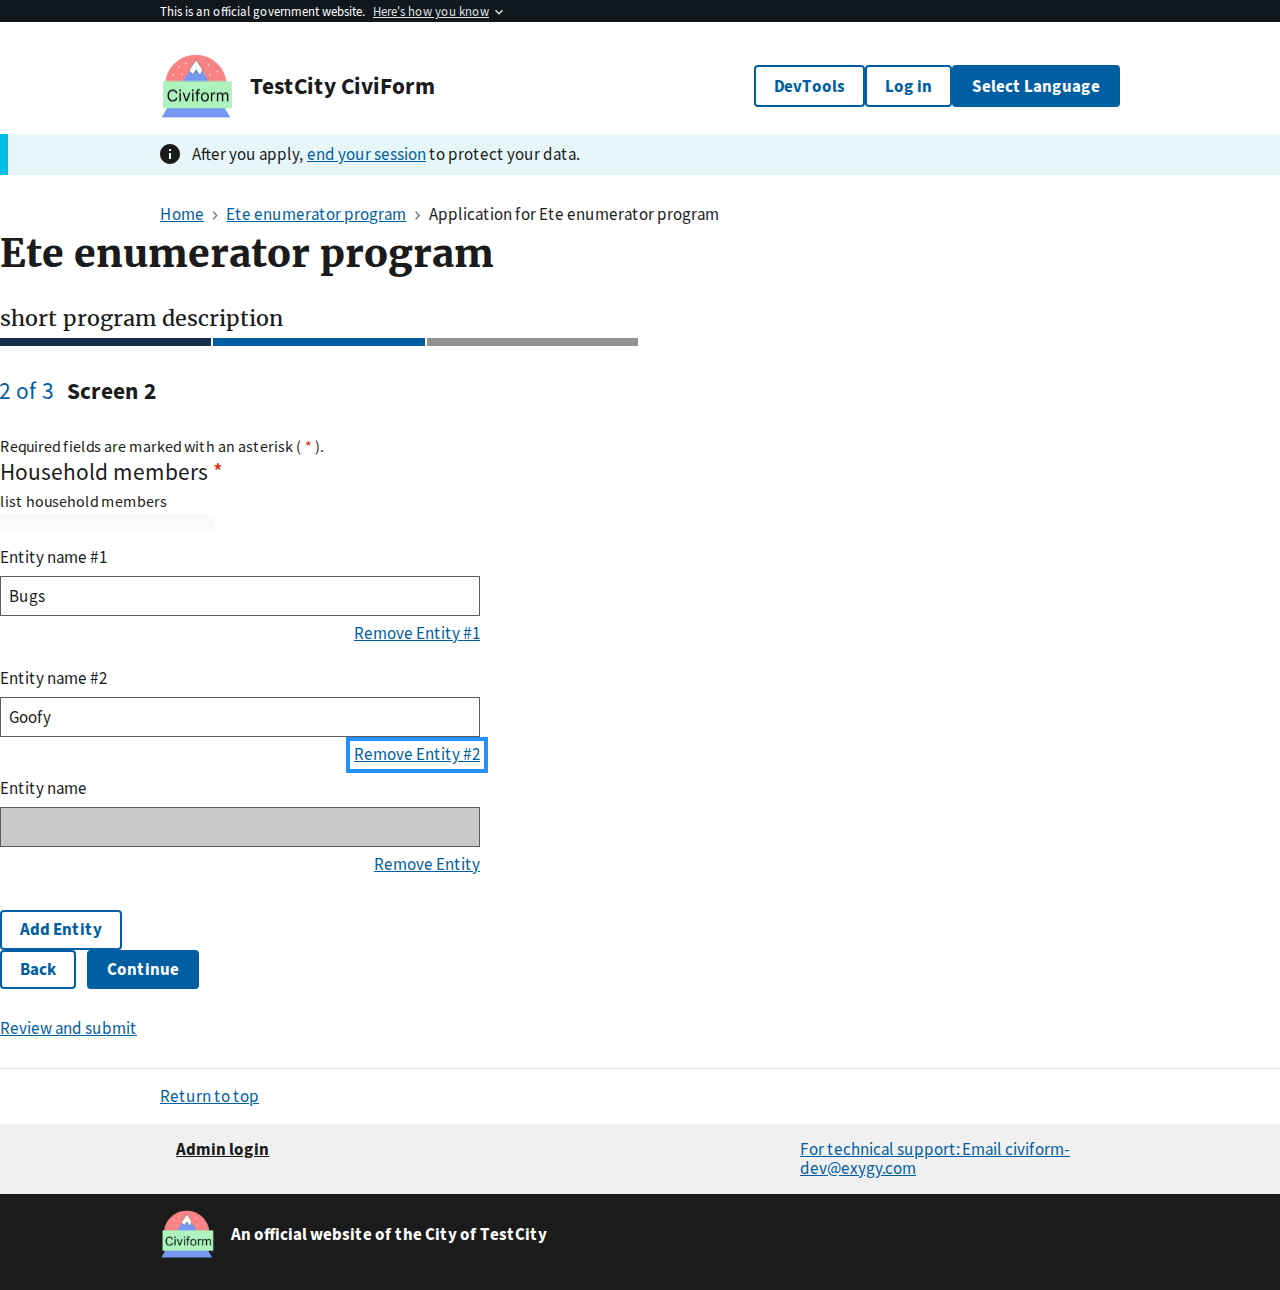 This is an official government website. Here's how you know
Civiform
TestCity CiviForm
DevTools
Log in
Select Language
After you apply, end your session to protect your data.
Home > Ete enumerator program > Application for Ete enumerator program
Ete enumerator program
short program description
2 of 3 Screen 2
Required fields are marked with an asterisk ( * ).
Household members *
list household members
Entity name #1
Bugs
Remove Entity #1
Entity name #2
Goofy
Remove Entity #2
Entity name
Remove Entity
Add Entity
Back
Continue
Review and submit
Return to top
Admin login
For technical support: Email civiform-
dev@exygy.com
Civiform
An official website of the City of TestCity